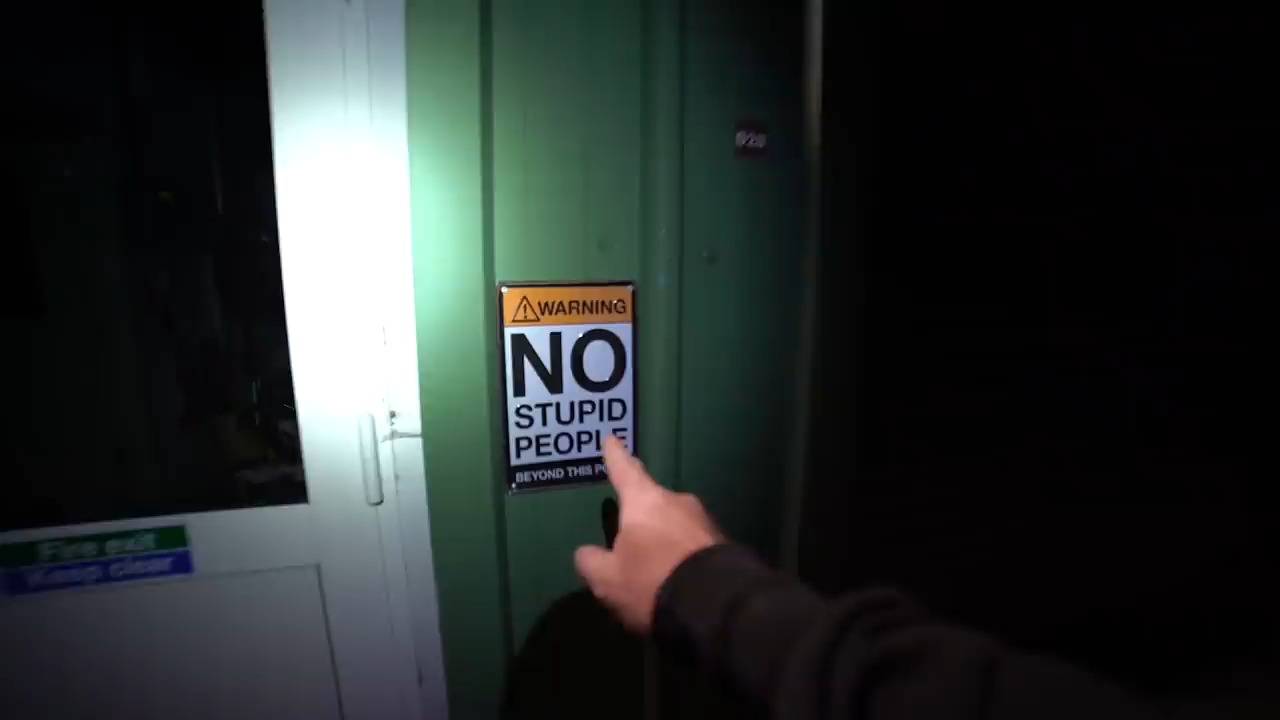 WARNING
NO
STUPID
PEOPLE
BEYOND THIS
Fire exit
Keep clear